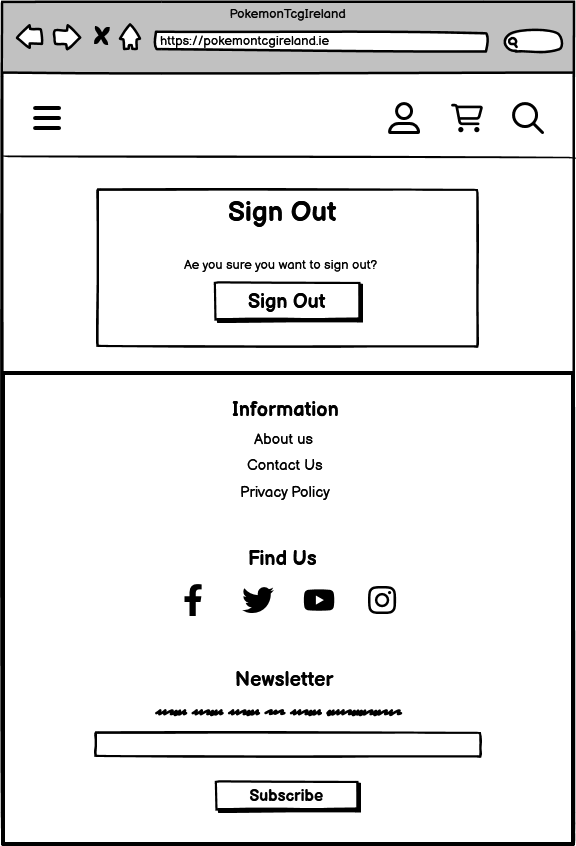 PokemonTcgIreland
https://pokemontcgireland.ie
Sign Out
Ae you sure you want to sign out?
Sign Out
Information
About us
Contact Us
Privacy Policy
Find Us
Newsletter
Subscribe